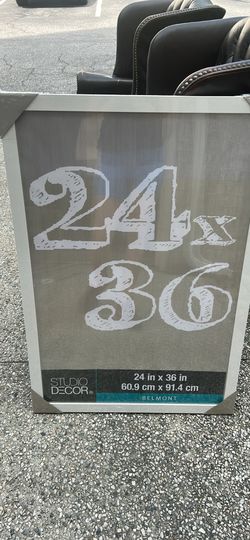 24x
36
STUDIO
DECOR®
24 in x 36 in
60.9 cm x 91.4 cm
BELMONT